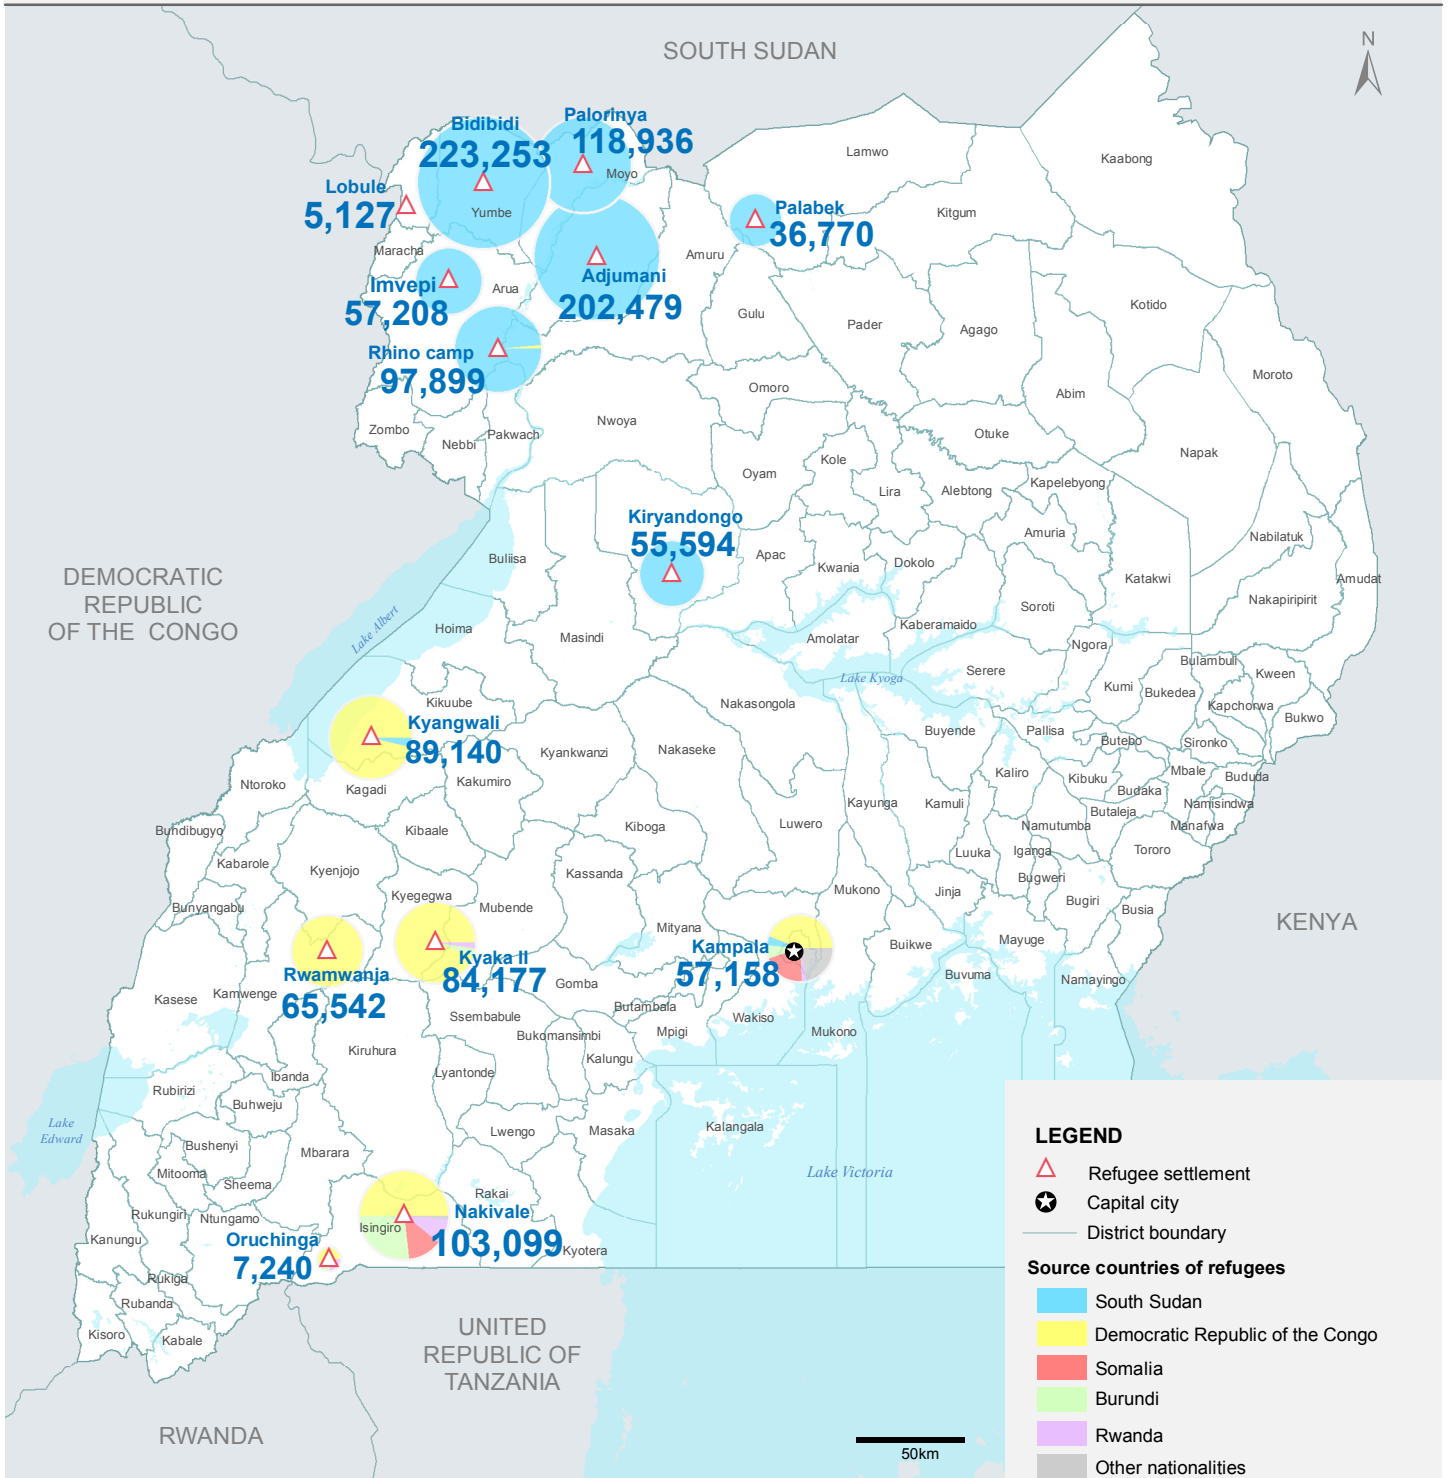 SOUTH SUDAN
N
Bidibidi
223,253
Palorinya
118,936
Moyo
Lamwo
Kaabong
Lobule
5,127
Yumbe
Palabek
36,770
Kitgum
Maracha
Imvepi
57,208
Arua
Adjumani
202,479
Amuru
Gulu
Pader
Agago
Kotido
Rhino camp
97,899
Omoro
Abim
Moroto
Zombo
Nebbi
Pakwach
Nwoya
Otuke
Napak
Oyam
Kole
Lira
Alebtong
Kapelebyong
Kiryandongo
55,594
Amuria
Nabilatuk
Buliisa
Apac
Kwania
Dokolo
Katakwi
Amudat
DEMOCRATIC
REPUBLIC
OF THE CONGO
Lake Albert
Hoima
Masindi
Amolatar
Kaberamaido
Soroti
Nakapiripirit
Ngora
Lake Kyoga
Serere
Bulambuli
Kween
Kumi
Bukedea
Kapchorwa
Bukwo
Kikuube
Kyangwali
89,140
Nakasongola
Buyende
Pallisa
Butebo
Sironko
Kyankwanzi
Nakaseke
Ntoroko
Kagadi
Kakumiro
Kaliro
Kibuku
Mbale
Bududa
Budaka
Kayunga
Kamuli
Butaleja
Namisindwa
Bundibugyo
Kibaale
Kiboga
Luwero
Namutumba
Manafwa
Kabarole
Kyenjojo
Kassanda
Luuka
Iganga
Tororo
Bunyangabu
Kyegegwa
Mubende
Mukono
Jinja
Bugweri
Bugiri
Busia
KENYA
Mityana
Kampala
57,158
Buikwe
Mayuge
Rwamwanja
65,542
Kyaka II
84,177
Gomba
Buvuma
Namayingo
Kasese
Kamwenge
Ssembabule
Butambala
Bukomansimbi
Mpigi
Wakiso
Mukono
Kiruhura
Kalungu
Lyantonde
Ibanda
Rubirizi
Buhweju
Lake
Edward
Lwengo
Masaka
Kalangala
Bushenyi
Mbarara
Mitooma
Sheema
Lake Victoria
Rakai
Nakivale
103,099
Isingiro
Rukungiri
Ntungamo
Kanungu
Oruchinga
7,240
Kyotera
Rukiga
Rubanda
Kisoro
Kabale
UNITED
REPUBLIC OF
TANZANIA
RWANDA
50km
LEGEND
Refugee settlement
Capital city
District boundary
Source countries of refugees
South Sudan
Democratic Republic of the Congo
Somalia
Burundi
Rwanda
Other nationalities